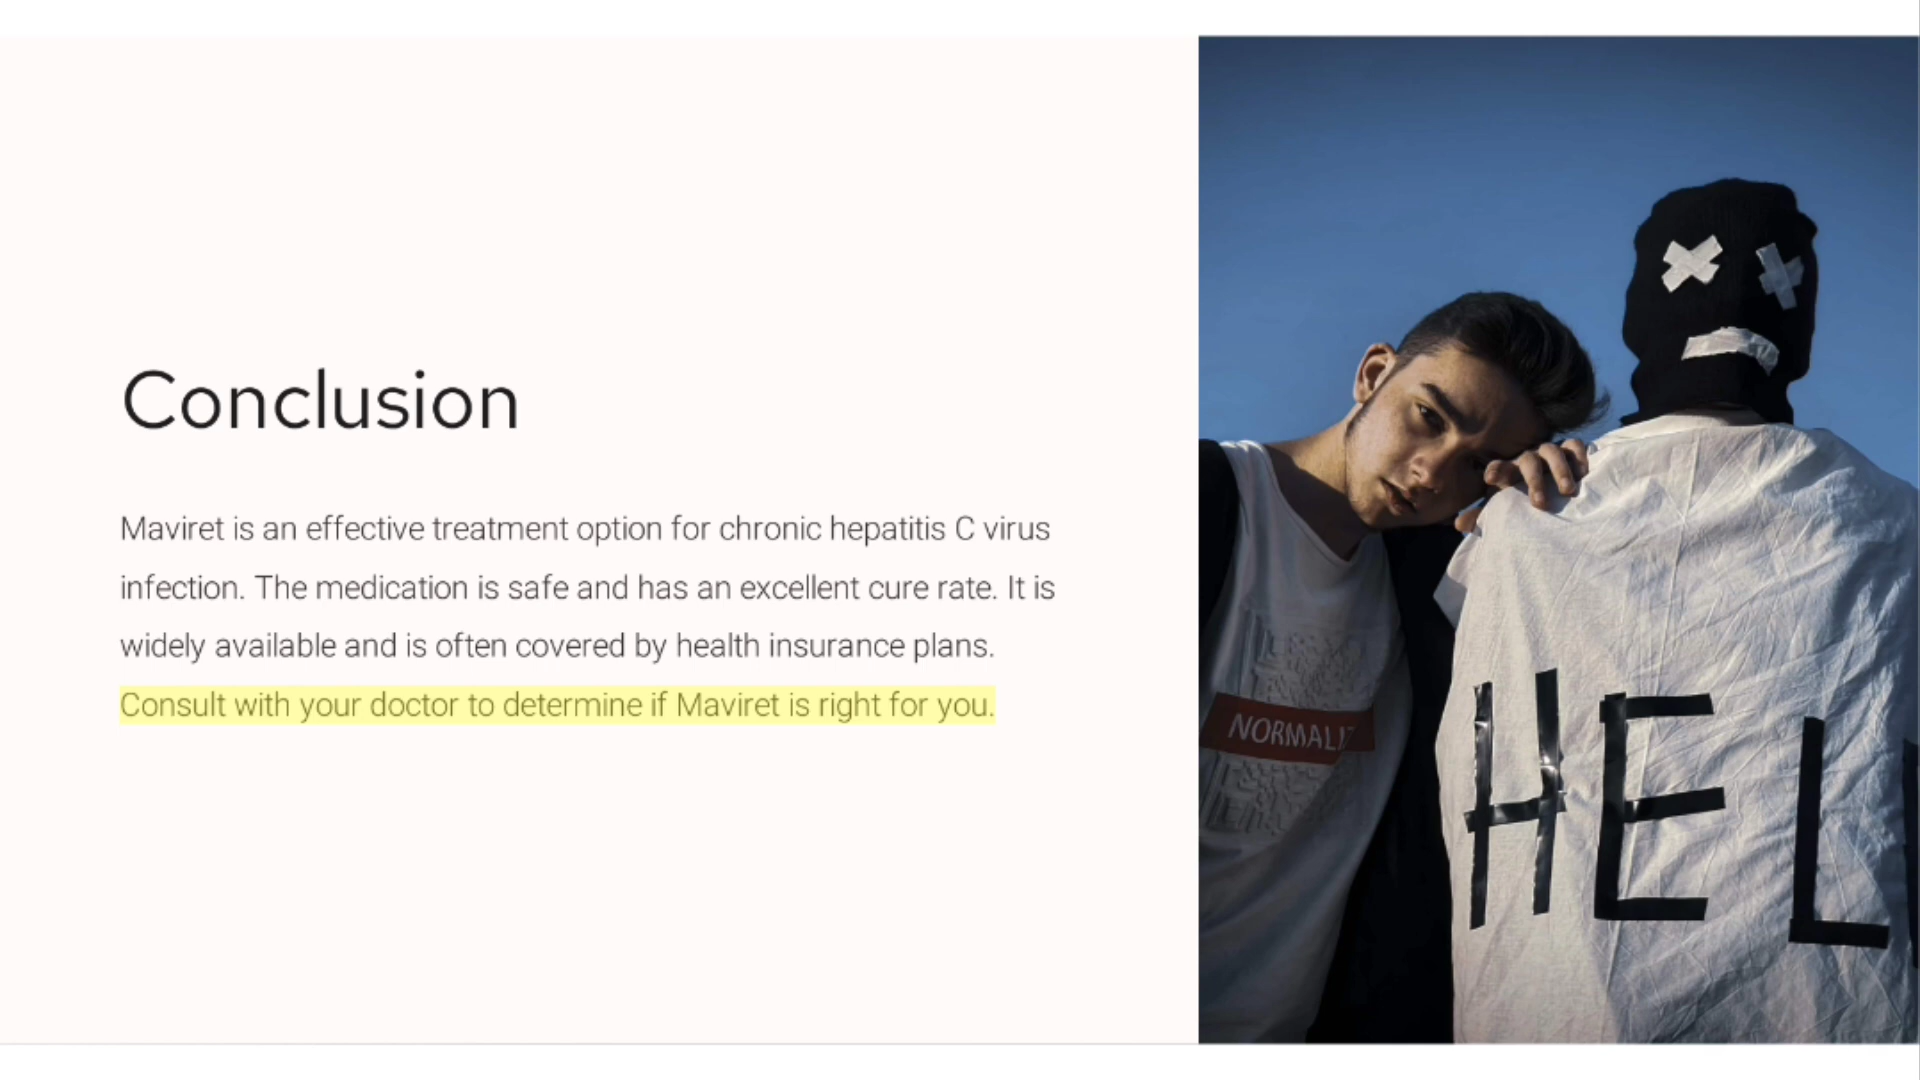 Conclusion
Maviret is an effective treatment option for chronic hepatitis C virus
infection. The medication is safe and has an excellent cure rate. It is
widely available and is often covered by health insurance plans.
Consult with your doctor to determine if Maviret is right for you.
NORMALI
HEL